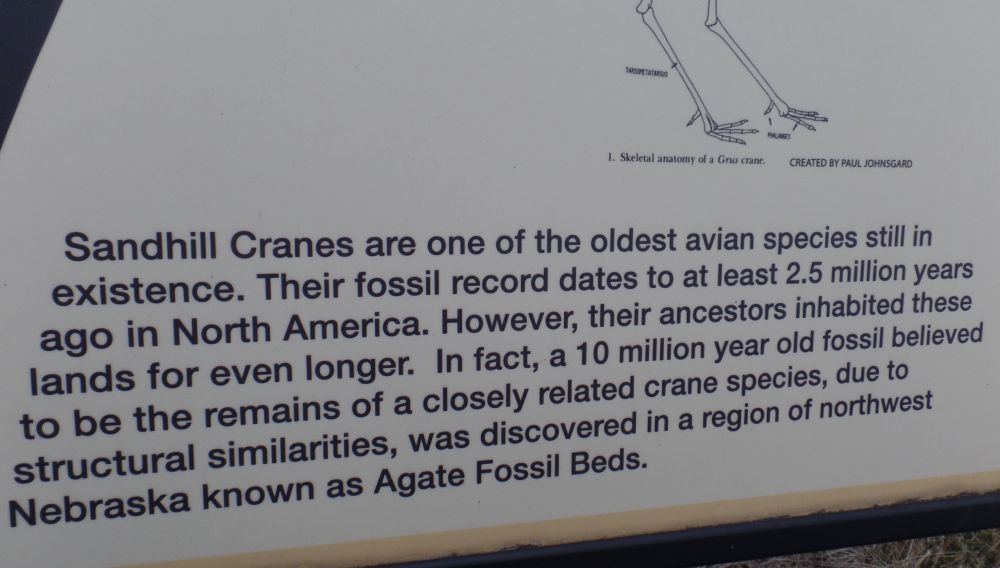 TARSOMETATARSUS
PHALANGES
1. Skeletal anatomy of a Grus crane. CREATED BY PAUL JOHNSGARD
Sandhill Cranes are one of the oldest avian species still in
existence. Their fossil record dates to at least 2.5 million years
ago in North America. However, their ancestors inhabited these
lands for even longer. In fact, a 10 million year old fossil believed
to be the remains of a closely related crane species, due to
structural similarities, was discovered in a region of northwest
Nebraska known as Agate Fossil Beds.